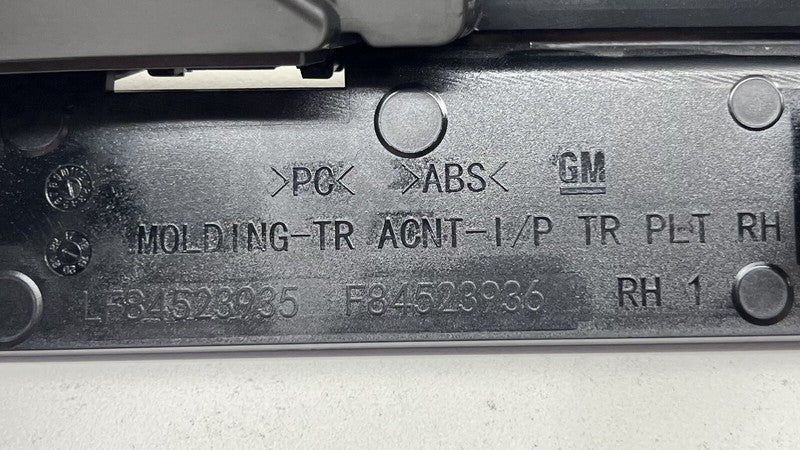 >PC< >ABS< GM
MOLDING-TR ACNT-I/P TR PLT RH
LF84523935 F84523936 RH 1